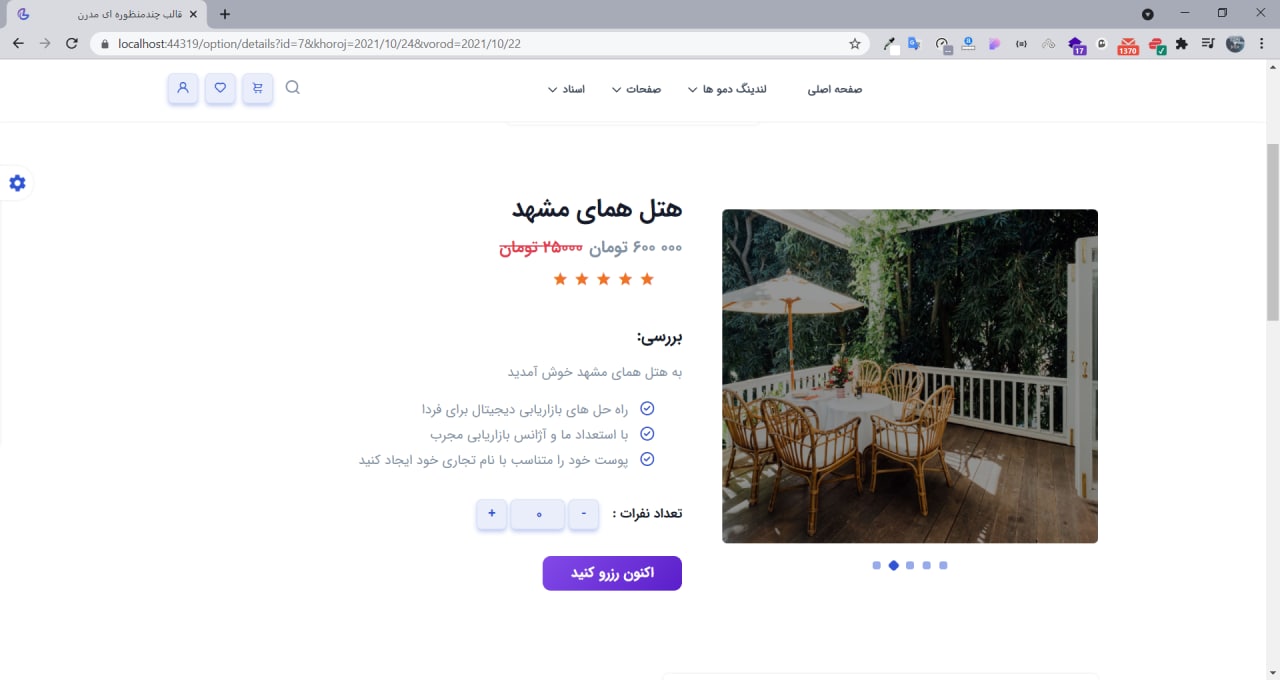 قالب چندمنظوره ای مدرن
localhost:44319/option/details?id=7&khoroj=2021/10/24&vorod=2021/10/22
17
1370
صفحه اصلی
لندینگ دمو ها
صفحات
اسناد
هتل همای مشهد
۶۰۰ ۰۰۰ تومان ۲۵۰۰۰ تومان
بررسی:
به هتل همای مشهد خوش آمدید
راه حل های بازاریابی دیجیتال برای فردا
با استعداد ما و آژانس بازاریابی مجرب
پوست خود را متناسب با نام تجاری خود ایجاد کنید
تعداد نفرات :
- ۰ +
اکنون رزرو کنید